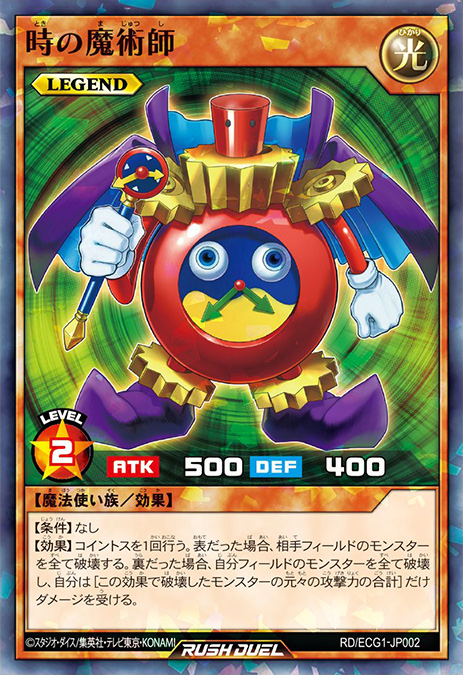 時の魔術師
光
LEGEND
LEVEL
2
ATK 500 DEF 400
【魔法使い族／効果】
【条件】なし
【効果】コイントスを1回行う。表だった場合、相手フィールドのモンスター
を全て破壊する。裏だった場合、自分フィールドのモンスターを全て破壊
し、自分は[この効果で破壊したモンスターの元々の攻撃力の合計]だけ
ダメージを受ける。
©スタジオ・ダイス/集英社・テレビ東京・KONAMI
RUSH DUEL
RD/ECG1-JP002